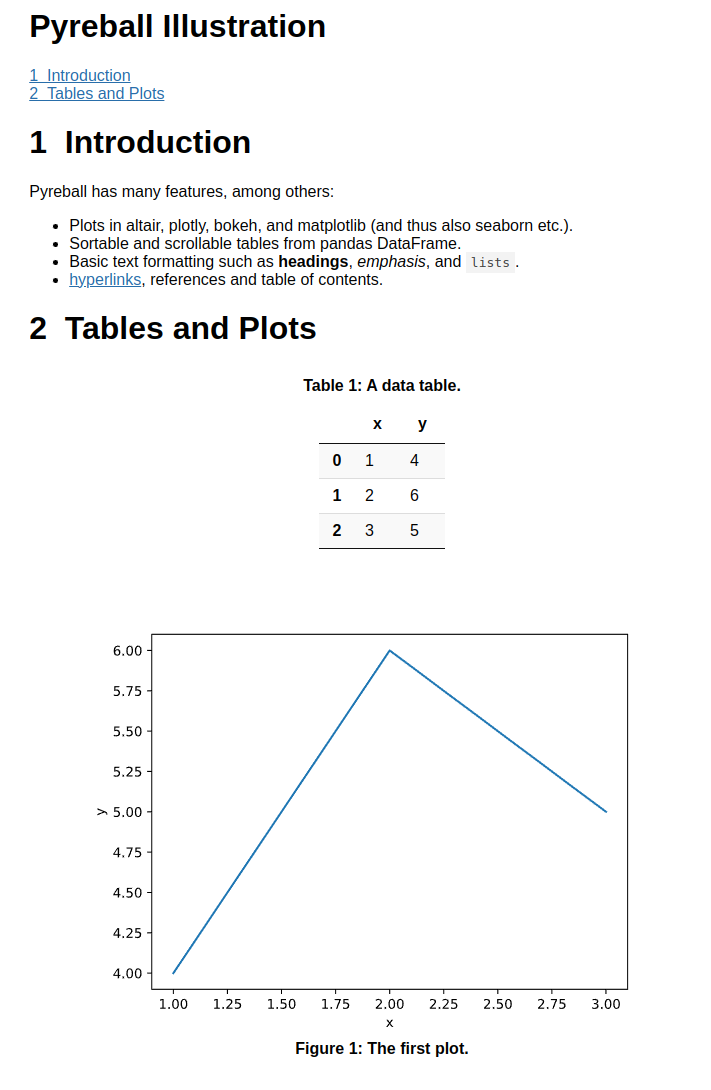 Pyreball Illustration
1 Introduction
2 Tables and Plots
1 Introduction
Pyreball has many features, among others:
• Plots in altair, plotly, bokeh, and matplotlib (and thus also seaborn etc.).
• Sortable and scrollable tables from pandas DataFrame.
• Basic text formatting such as headings, emphasis, and lists.
• hyperlinks, references and table of contents.
2 Tables and Plots
Table 1: A data table.
x y
0 1 4
1 2 6
2 3 5
6.00
5.75
5.50
5.25
y
5.00
4.75
4.50
4.25
4.00
1.00 1.25 1.50 1.75 2.00 2.25 2.50 2.75 3.00
x
Figure 1: The first plot.